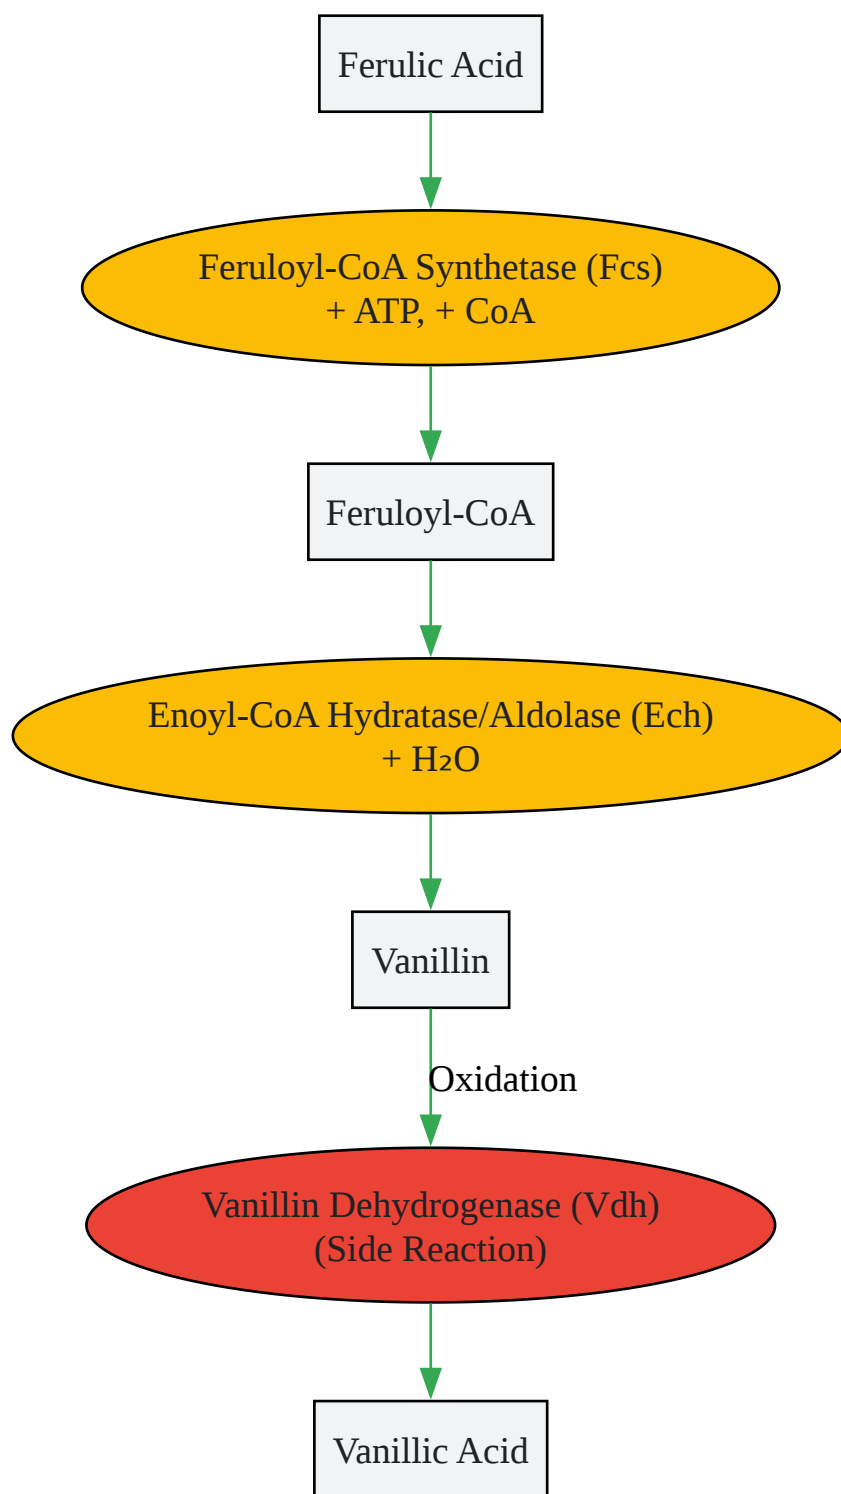 Ferulic Acid
Feruloyl-CoA Synthetase (Fcs)
+ ATP, + CoA
Feruloyl-CoA
Enoyl-CoA Hydratase/Aldolase (Ech)
+ H₂O
Vanillin
Oxidation
Vanillin Dehydrogenase (Vdh)
(Side Reaction)
Vanillic Acid